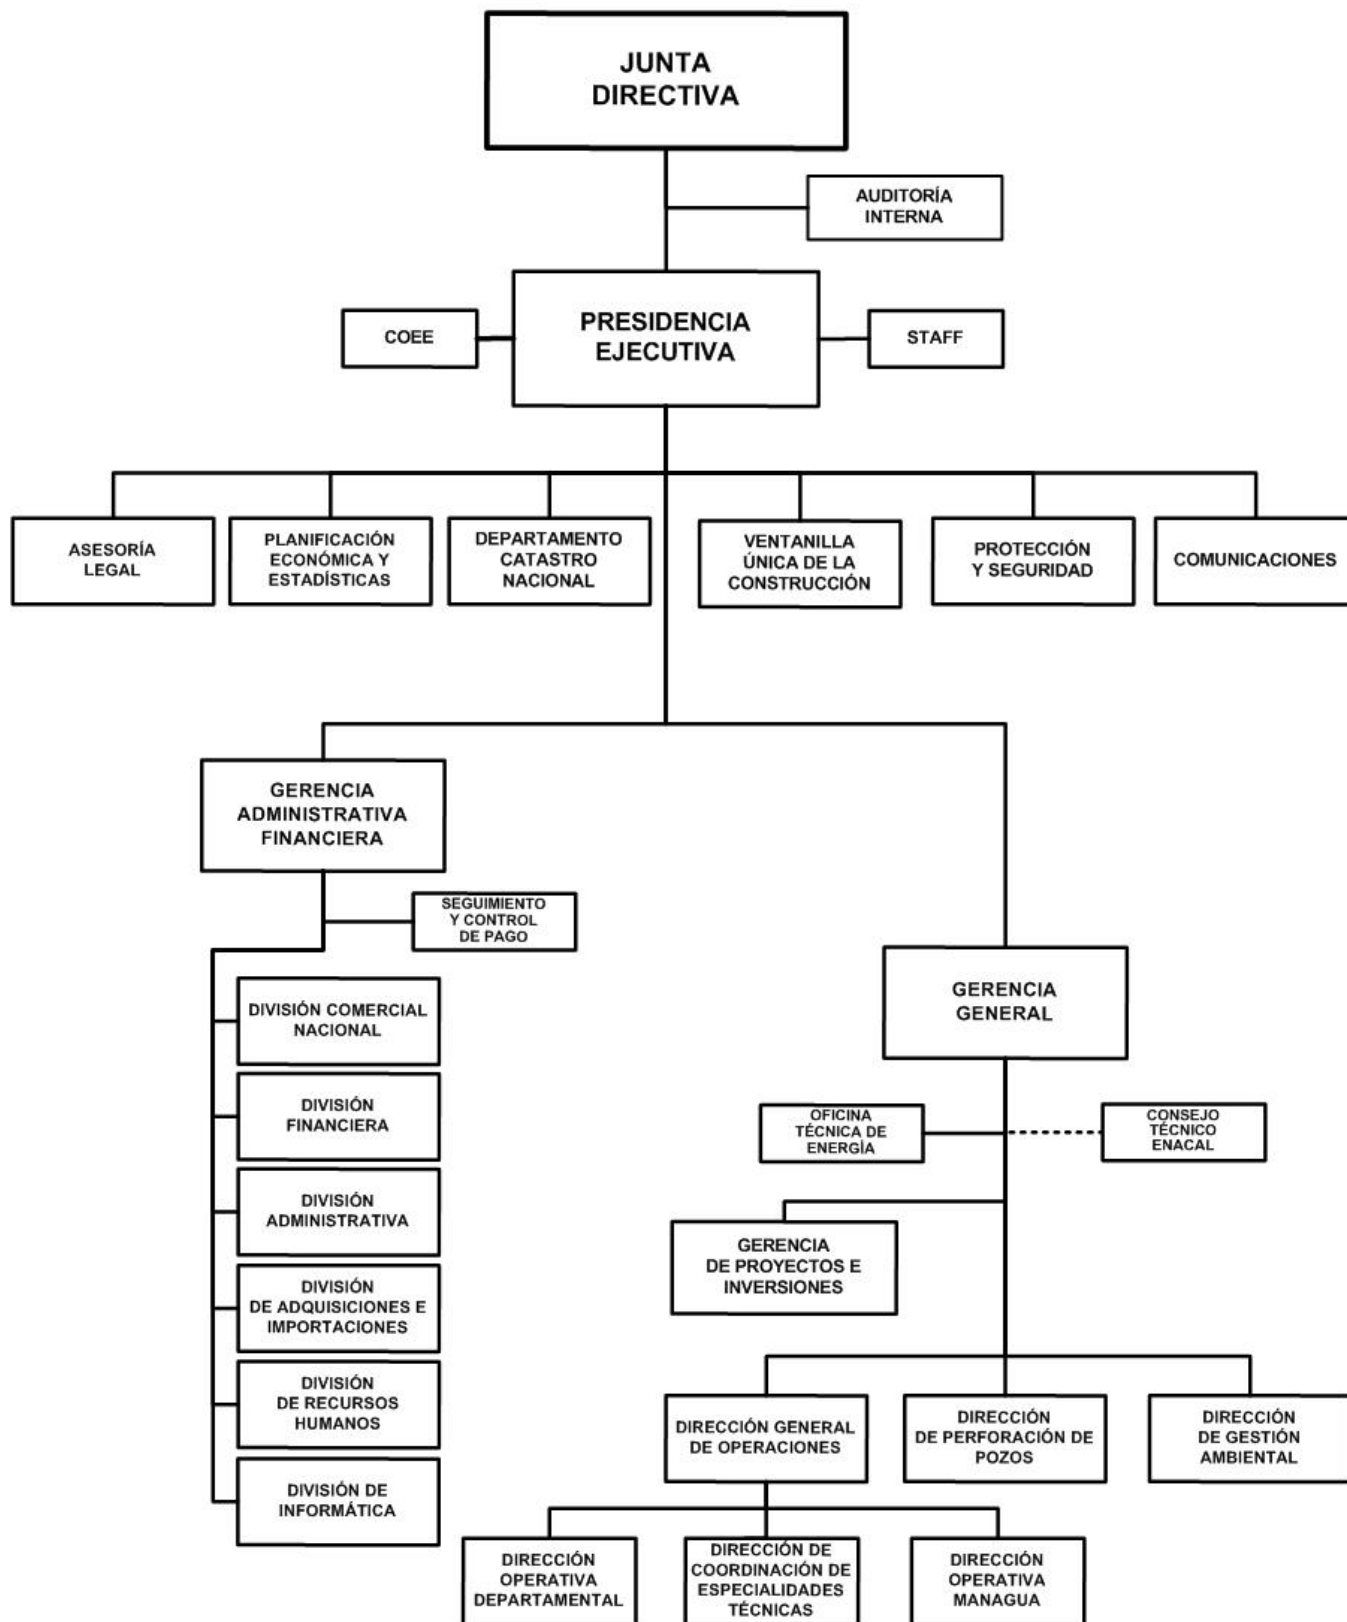 JUNTA
DIRECTIVA
AUDITORÍA
INTERNA
PRESIDENCIA
EJECUTIVA
COEE
STAFF
ASESORÍA
LEGAL
PLANIFICACIÓN
ECONÓMICA Y
ESTADÍSTICAS
DEPARTAMENTO
CATASTRO
NACIONAL
VENTANILLA
ÚNICA DE LA
CONSTRUCCIÓN
PROTECCIÓN
Y SEGURIDAD
COMUNICACIONES
GERENCIA
ADMINISTRATIVA
FINANCIERA
SEGUIMIENTO
Y CONTROL
DE PAGO
DIVISIÓN COMERCIAL
NACIONAL
DIVISIÓN
FINANCIERA
DIVISIÓN
ADMINISTRATIVA
DIVISIÓN
DE ADQUISICIONES E
IMPORTACIONES
DIVISIÓN
DE RECURSOS
HUMANOS
DIVISIÓN DE
INFORMÁTICA
GERENCIA
GENERAL
OFICINA
TÉCNICA DE
ENERGÍA
CONSEJO
TÉCNICO
ENACAL
GERENCIA
DE PROYECTOS E
INVERSIONES
DIRECCIÓN GENERAL
DE OPERACIONES
DIRECCIÓN
DE PERFORACIÓN DE
POZOS
DIRECCIÓN
DE GESTIÓN
AMBIENTAL
DIRECCIÓN
OPERATIVA
DEPARTAMENTAL
DIRECCIÓN DE
COORDINACIÓN DE
ESPECIALIDADES
TÉCNICAS
DIRECCIÓN
OPERATIVA
MANAGUA